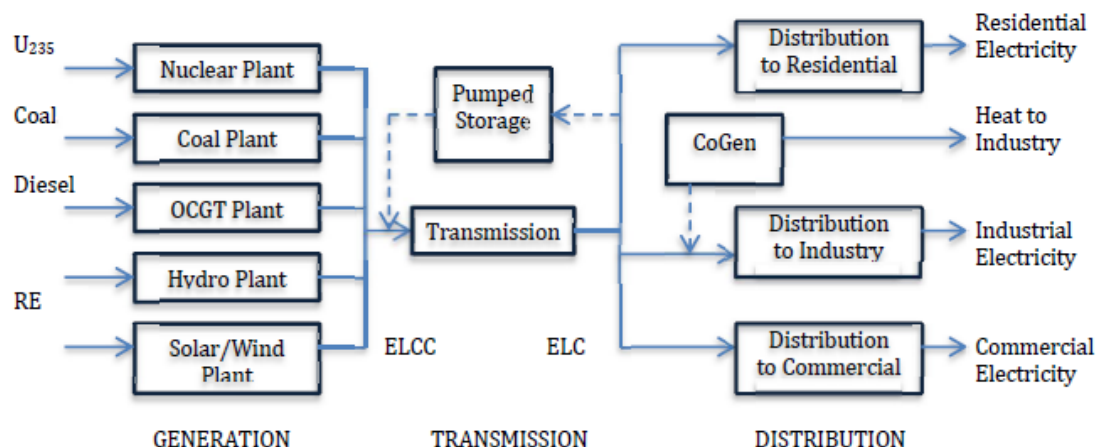 U₂₃₅
Nuclear Plant
Coal
Coal Plant
Diesel
OCGT Plant
Hydro Plant
RE
Solar/Wind
Plant
Pumped
Storage
Transmission
ELCC
ELC
Distribution
to Residential
Residential
Electricity
CoGen
Heat to
Industry
Distribution
to Industry
Industrial
Electricity
Distribution
to Commercial
Commercial
Electricity
GENERATION
TRANSMISSION
DISTRIBUTION